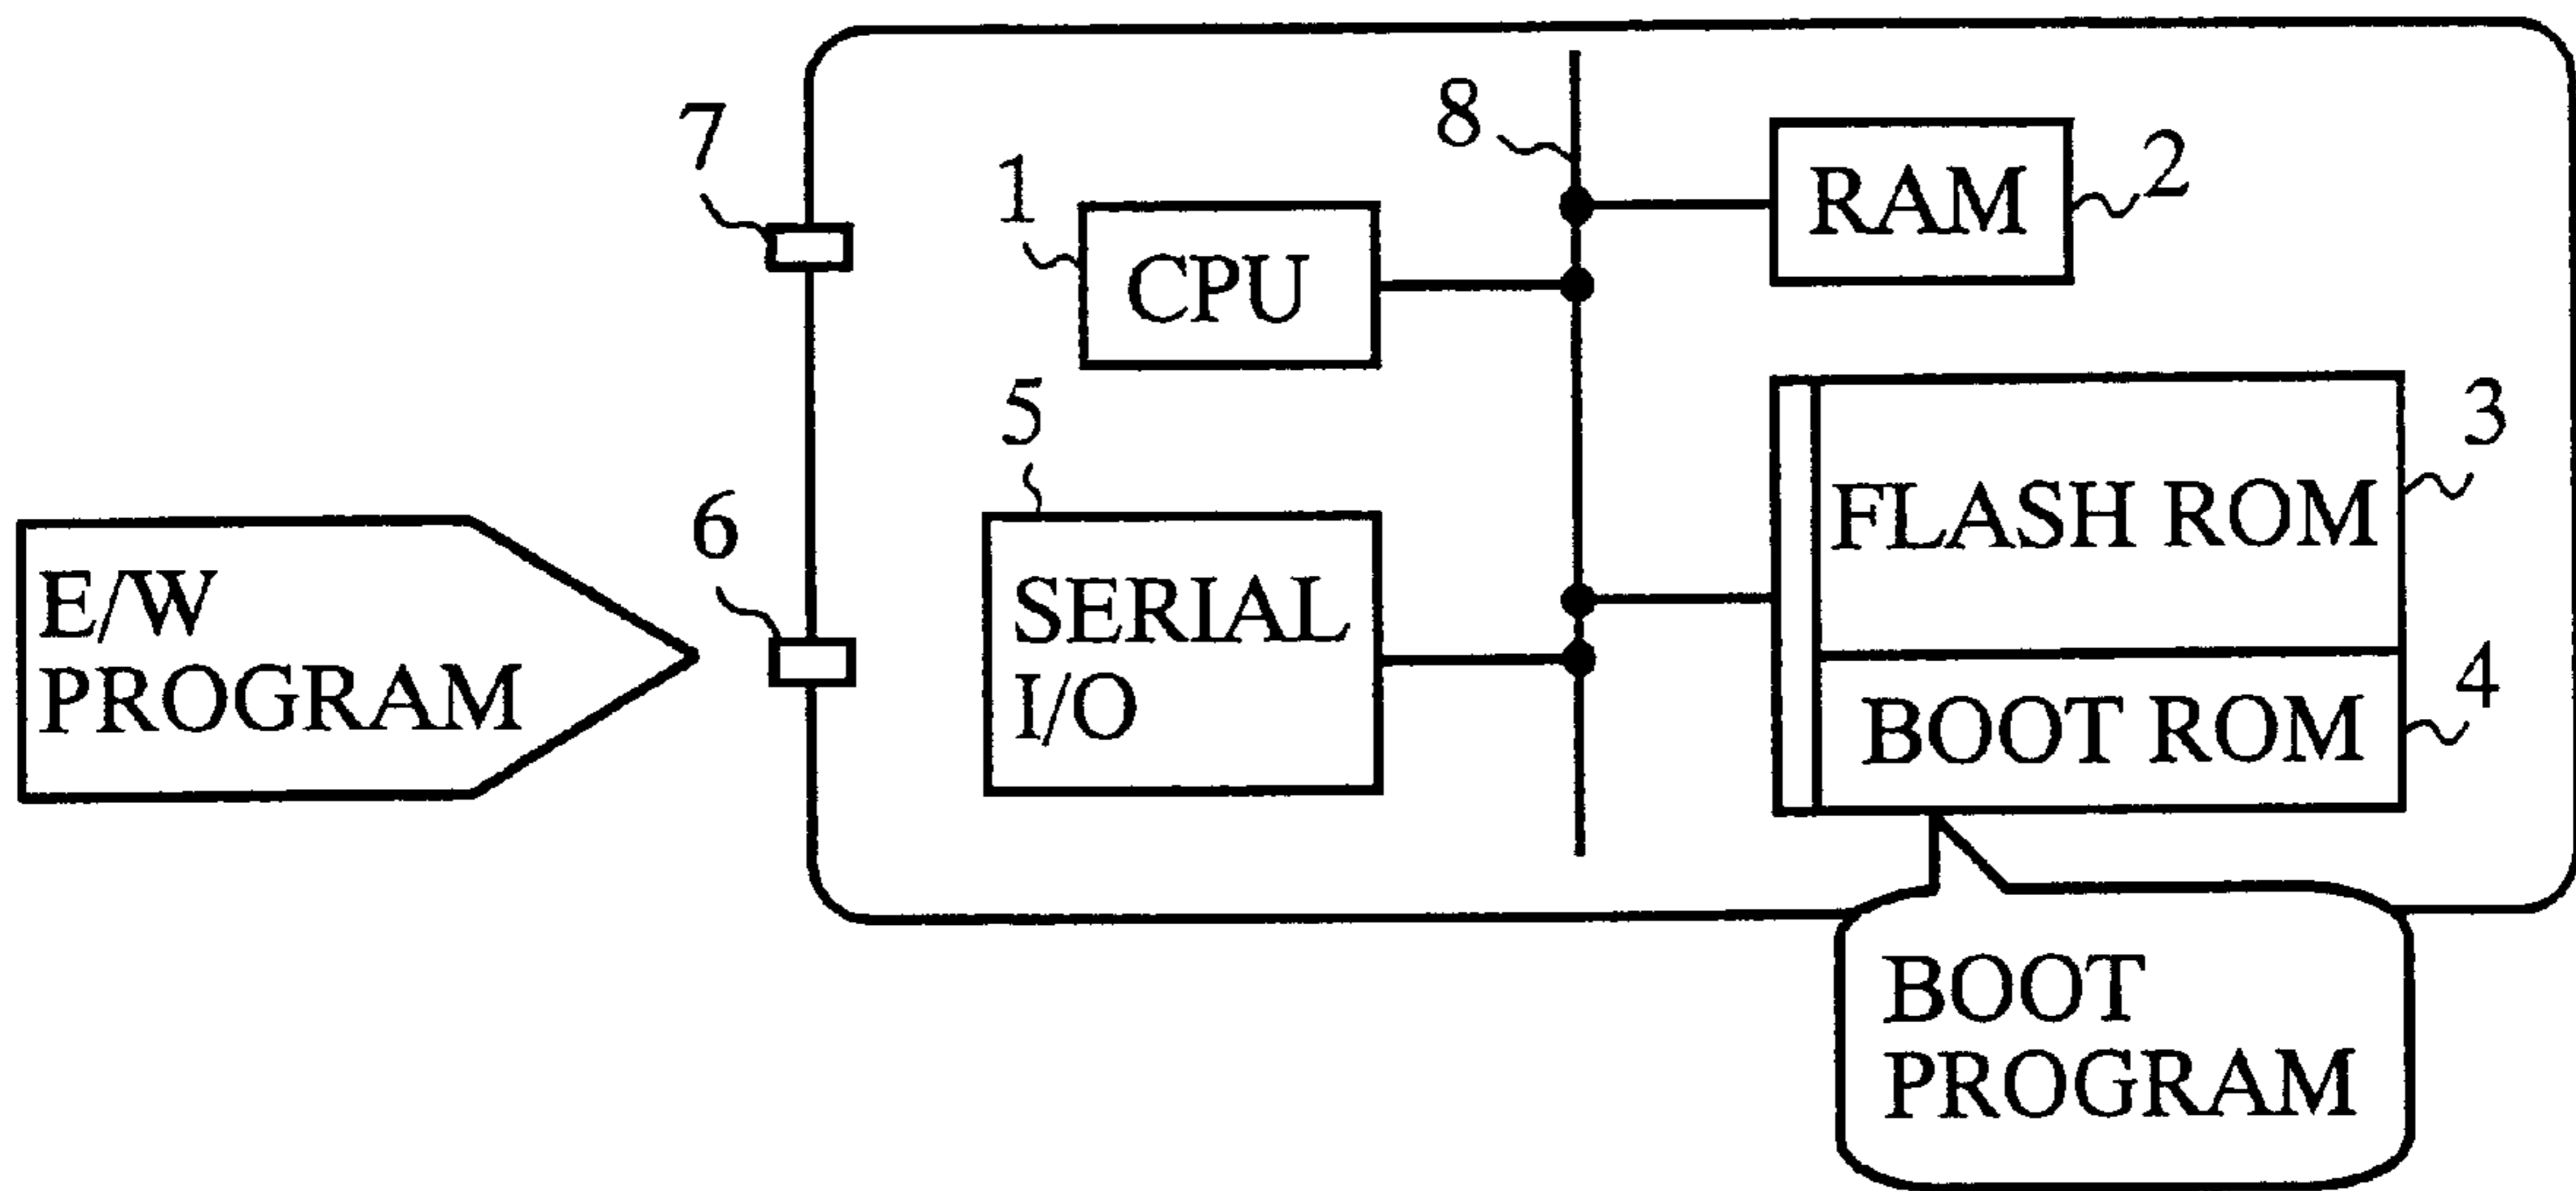 7
8
1
CPU
RAM
2
5
SERIAL
I/O
6
E/W
PROGRAM
FLASH ROM
3
BOOT ROM
4
BOOT
PROGRAM